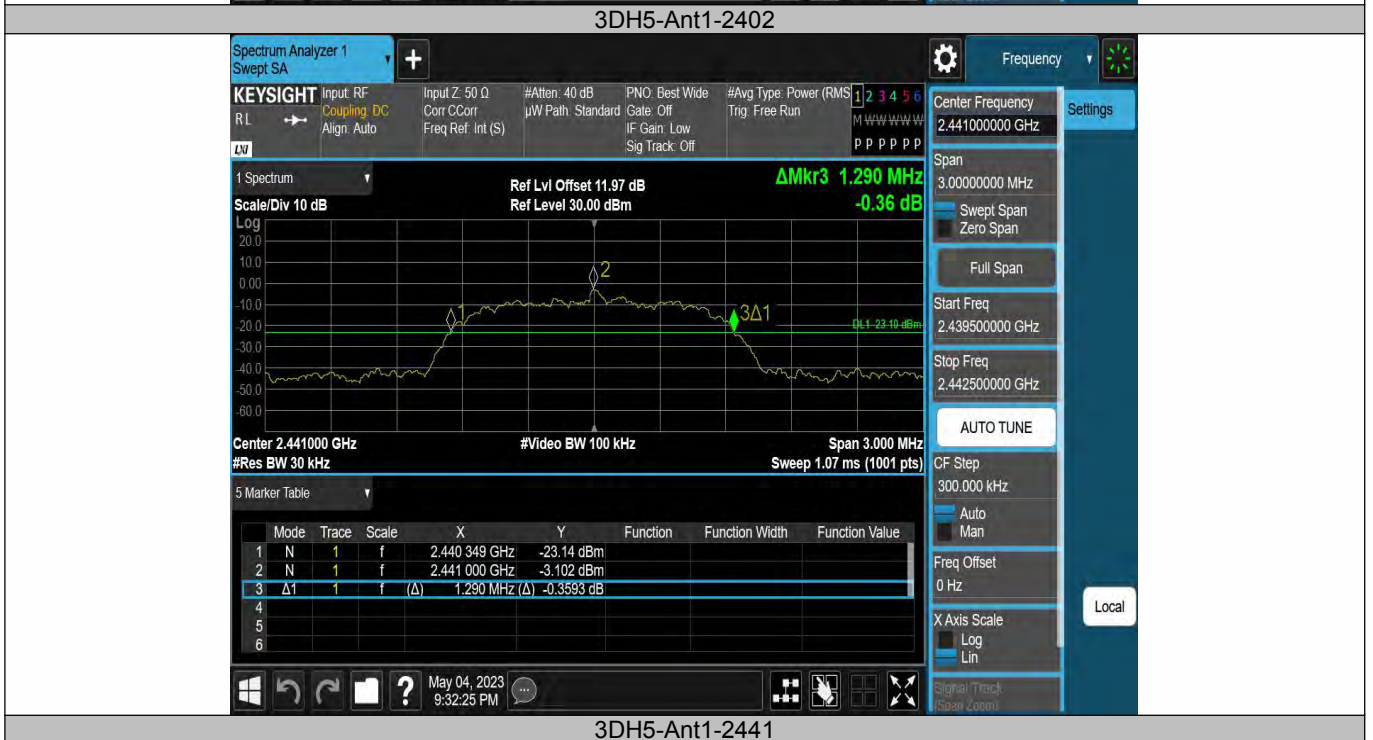 3DH5-Ant1-2402
Spectrum Analyzer 1
Swept SA
+
Frequency
KEYSIGHT
RL
LXI
Input: RF
Coupling: DC
Align: Auto
Input Z: 50 Ω
Corr CCorr
Freq Ref: Int (S)
#Atten: 40 dB
µW Path: Standard
PNO: Best Wide
Gate: Off
IF Gain: Low
Sig Track: Off
#Avg Type: Power (RMS
Trig: Free Run
1 2 3 4 5 6
M W W W W W
P P P P P P
Center Frequency
2.441000000 GHz
Settings
Span
3.00000000 MHz
Swept Span
Zero Span
Full Span
Start Freq
2.439500000 GHz
Stop Freq
2.442500000 GHz
AUTO TUNE
CF Step
300.000 kHz
Auto
Man
Freq Offset
0 Hz
Local
X Axis Scale
Log
Lin
Signal Track
(Span Zoom)
1 Spectrum
Scale/Div 10 dB
Ref Lvl Offset 11.97 dB
Ref Level 30.00 dBm
ΔMkr3 1.290 MHz
-0.36 dB
Log
20.0
10.0
0.00
-10.0
-20.0
-30.0
-40.0
-50.0
-60.0
1
2
3Δ1
DL1 -23.10 dBm
Center 2.441000 GHz
#Video BW 100 kHz
Span 3.000 MHz
#Res BW 30 kHz
Sweep 1.07 ms (1001 pts)
5 Marker Table
Mode Trace Scale X Y Function Function Width Function Value
1 N 1 f 2.440 349 GHz -23.14 dBm
2 N 1 f 2.441 000 GHz -3.102 dBm
3 Δ1 1 f (Δ) 1.290 MHz (Δ) -0.3593 dB
4
5
6
?
May 04, 2023
9:32:25 PM
3DH5-Ant1-2441